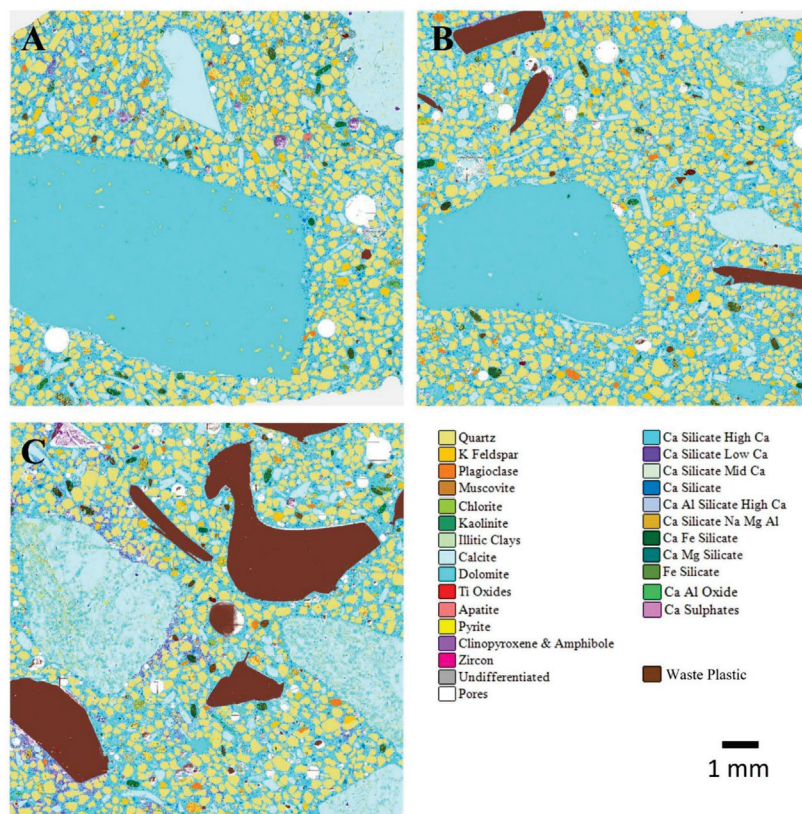 A
B
C
Quartz
K Feldspar
Plagioclase
Muscovite
Chlorite
Kaolinite
Illitic Clays
Calcite
Dolomite
Ti Oxides
Apatite
Pyrite
Clinopyroxene & Amphibole
Zircon
Undifferentiated
Pores
Ca Silicate High Ca
Ca Silicate Low Ca
Ca Silicate Mid Ca
Ca Silicate
Ca Al Silicate High Ca
Ca Silicate Na Mg Al
Ca Fe Silicate
Ca Mg Silicate
Fe Silicate
Ca Al Oxide
Ca Sulphates
Waste Plastic
1 mm